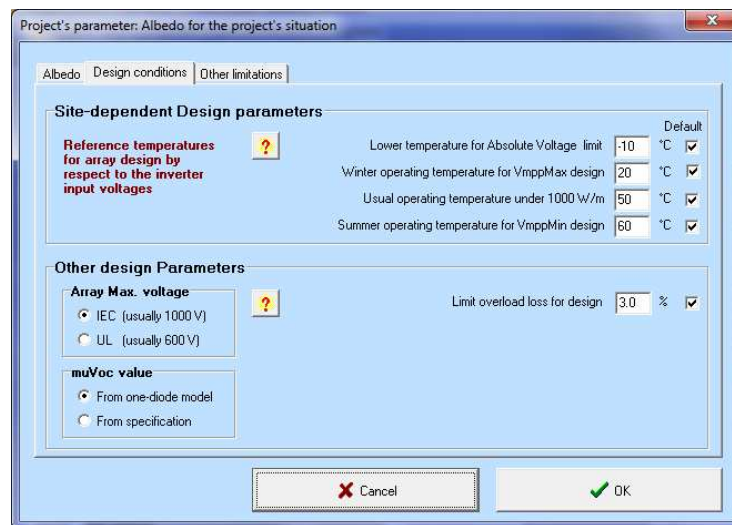 Project's parameter: Albedo for the project's situation
Albedo Design conditions Other limitations
Site-dependent Design parameters
Default
Reference temperatures
for array design by
respect to the inverter
input voltages
?
Lower temperature for Absolute Voltage limit -10 °C
Winter operating temperature for VmppMax design 20 °C
Usual operating temperature under 1000 W/m 50 °C
Summer operating temperature for VmppMin design 60 °C
Other design Parameters
Array Max. voltage
IEC (usually 1000 V)
UL (usually 600 V)
?
Limit overload loss for design 3.0 %
muVoc value
From one-diode model
From specification
Cancel
OK